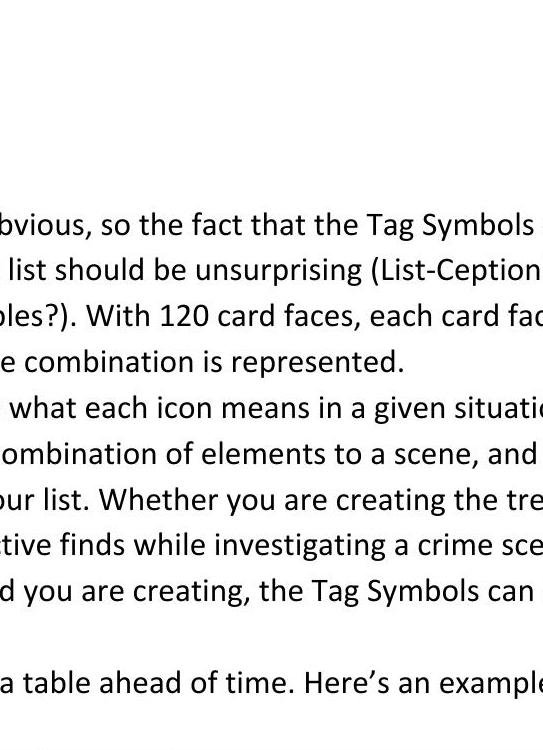 bvious, so the fact that the Tag Symbols
list should be unsurprising (List-Ception
bles?). With 120 card faces, each card fac
e combination is represented.
what each icon means in a given situatio
ombination of elements to a scene, and
our list. Whether you are creating the tre
ctive finds while investigating a crime sce
d you are creating, the Tag Symbols can
a table ahead of time. Here’s an example